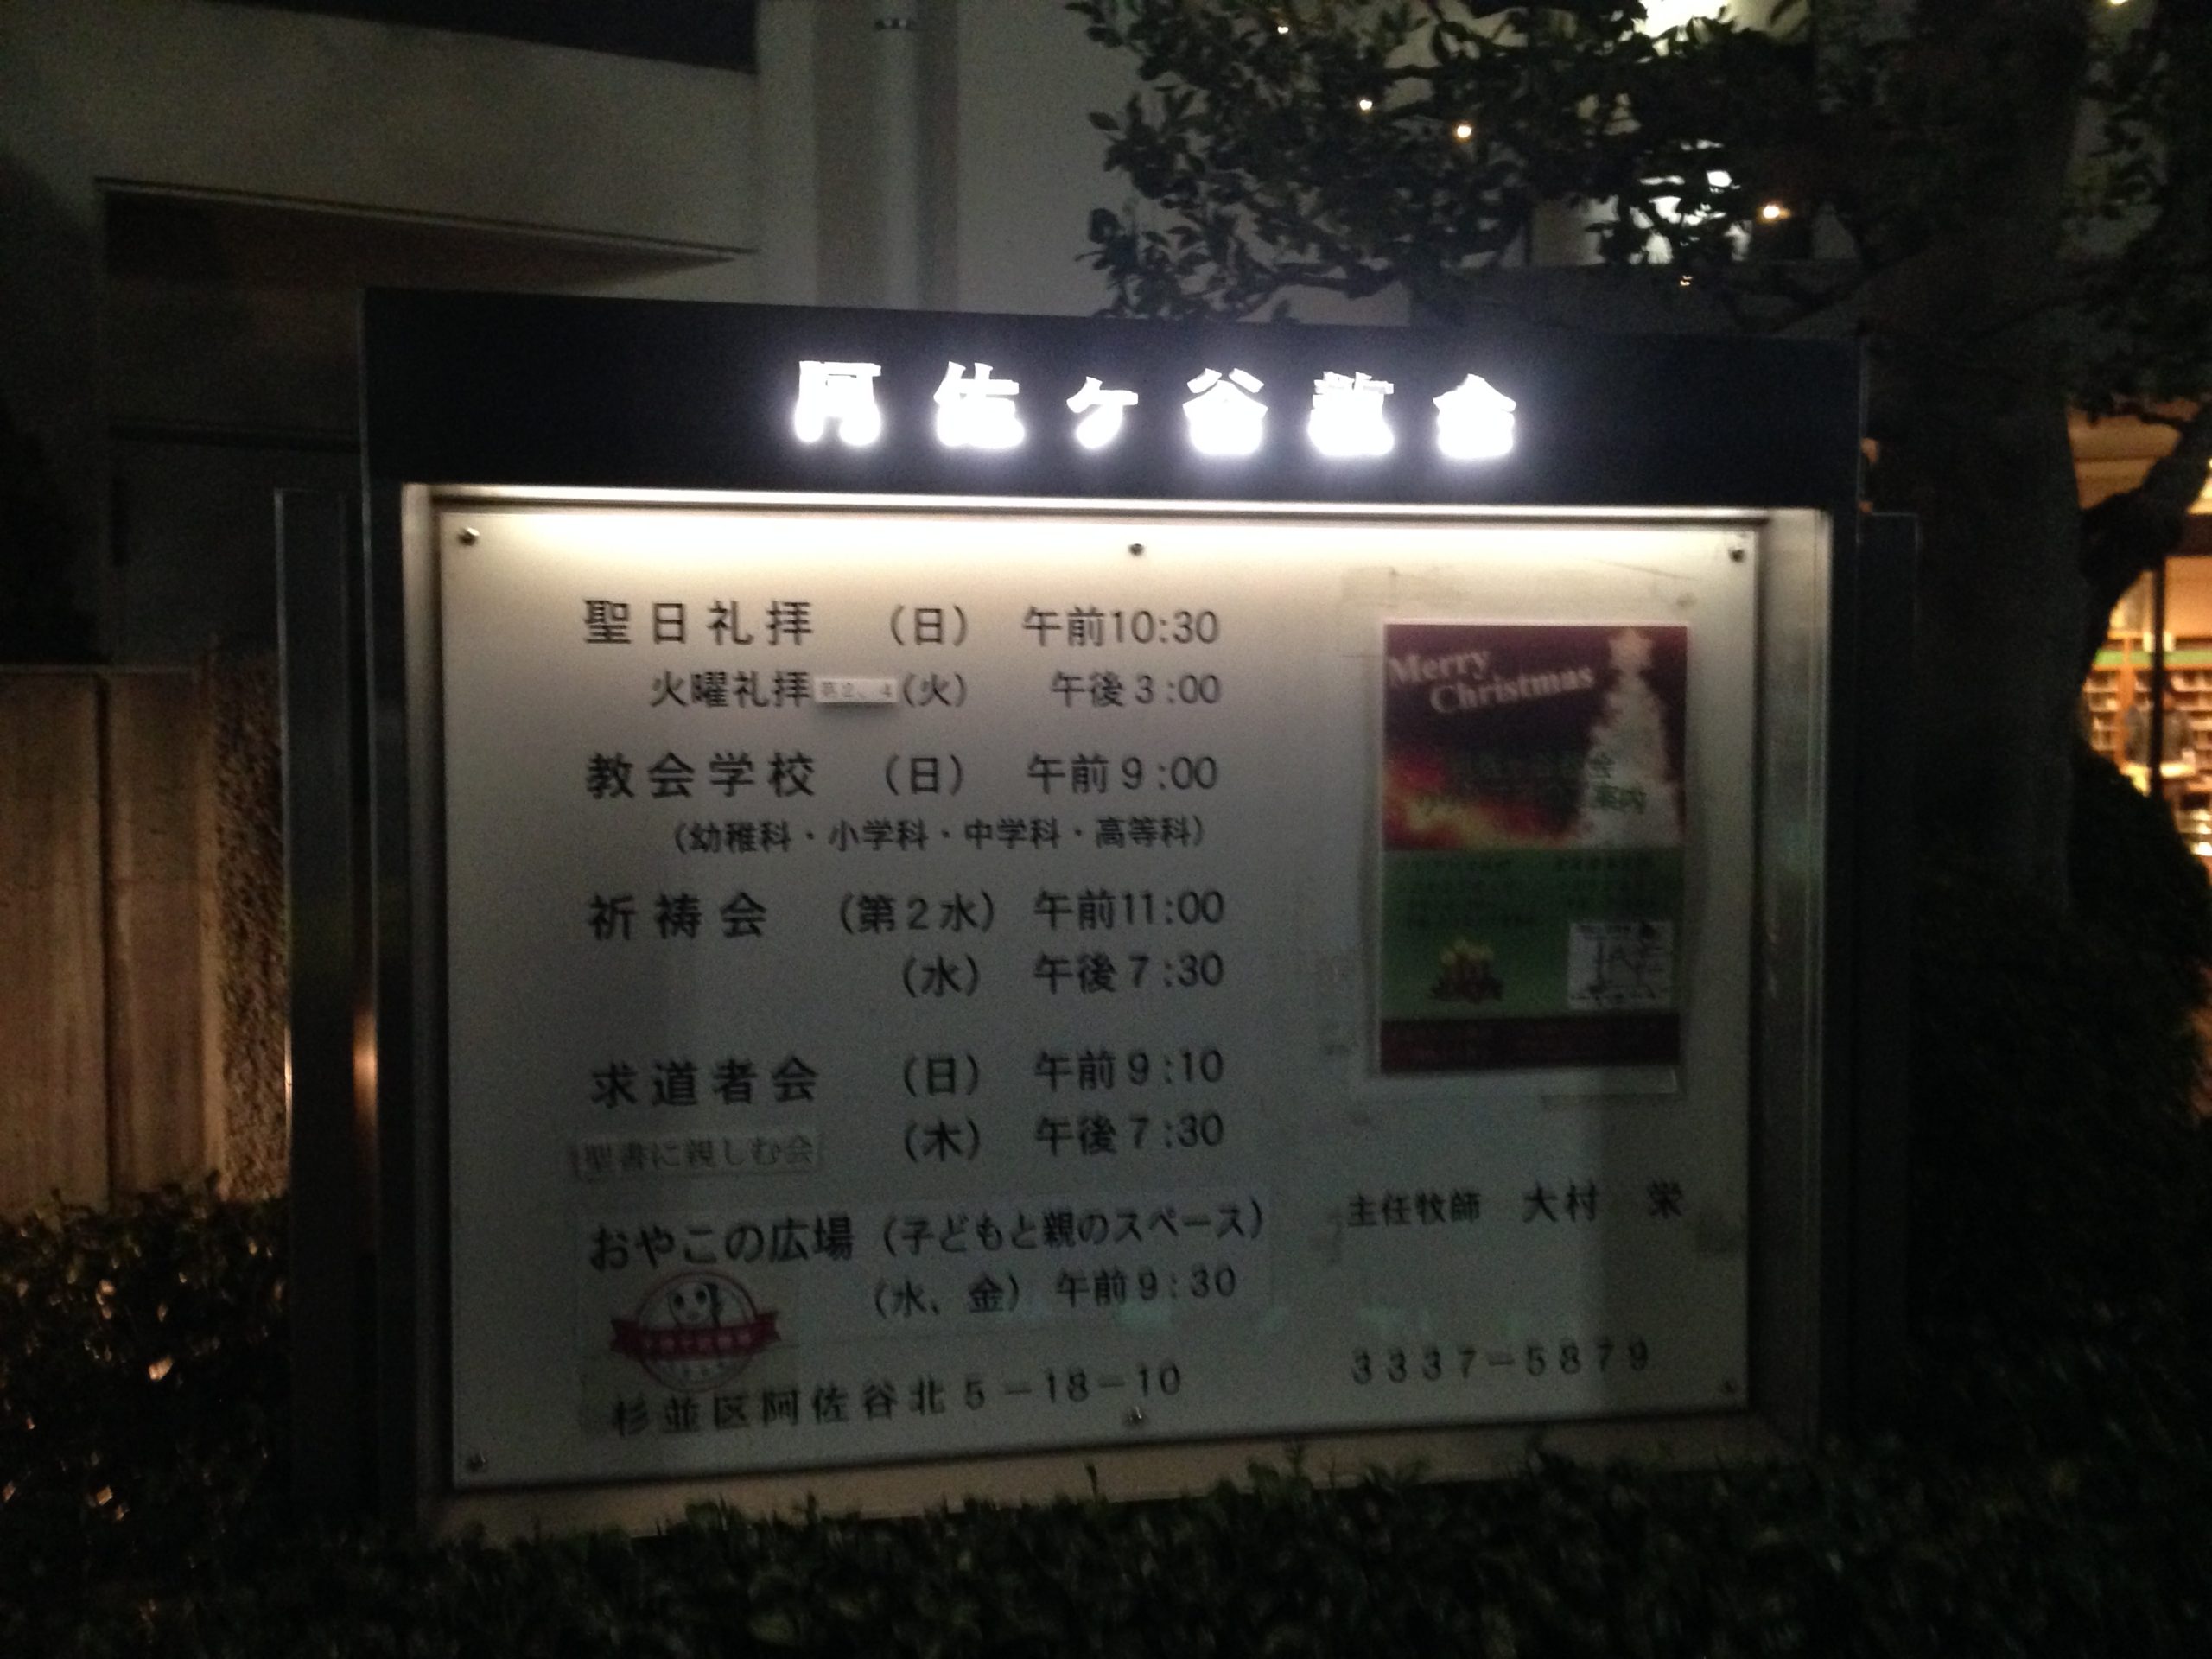 阿佐ヶ谷教会
聖日礼拝 （日） 午前10:30
火曜礼拝 第2、4 （火） 午後3:00
教会学校 （日） 午前9:00
（幼稚科・小学科・中学科・高等科）
祈祷会 （第2水） 午前11:00
（水） 午後7:30
求道者会 （日） 午前9:10
聖書に親しむ会 （木） 午後7:30
おやこの広場（子どもと親のスペース）
（水、金） 午前9:30
杉並区阿佐谷北5－18－10
Merry
Christmas
案内
主任牧師 大村 栄
3337－5879